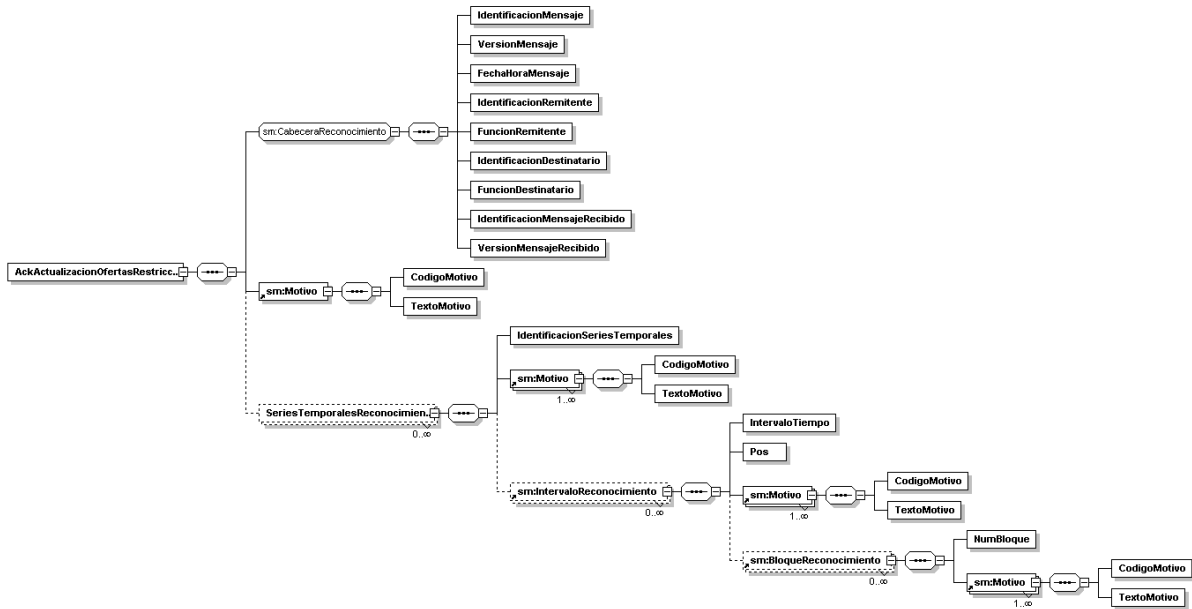 IdentificacionMensaje
VersionMensaje
FechaHoraMensaje
IdentificacionRemitente
sm:CabeceraReconocimiento
FuncionRemitente
IdentificacionDestinatario
FuncionDestinatario
IdentificacionMensajeRecibido
VersionMensajeRecibido
AckActualizacionOfertasRestricc..
sm:Motivo
CodigoMotivo
TextoMotivo
SeriesTemporalesReconocimien..
0..∞
IdentificacionSeriesTemporales
sm:Motivo
1..∞
CodigoMotivo
TextoMotivo
sm:IntervaloReconocimiento
0..∞
IntervaloTiempo
Pos
sm:Motivo
1..∞
CodigoMotivo
TextoMotivo
sm:BloqueReconocimiento
0..∞
NumBloque
sm:Motivo
1..∞
CodigoMotivo
TextoMotivo